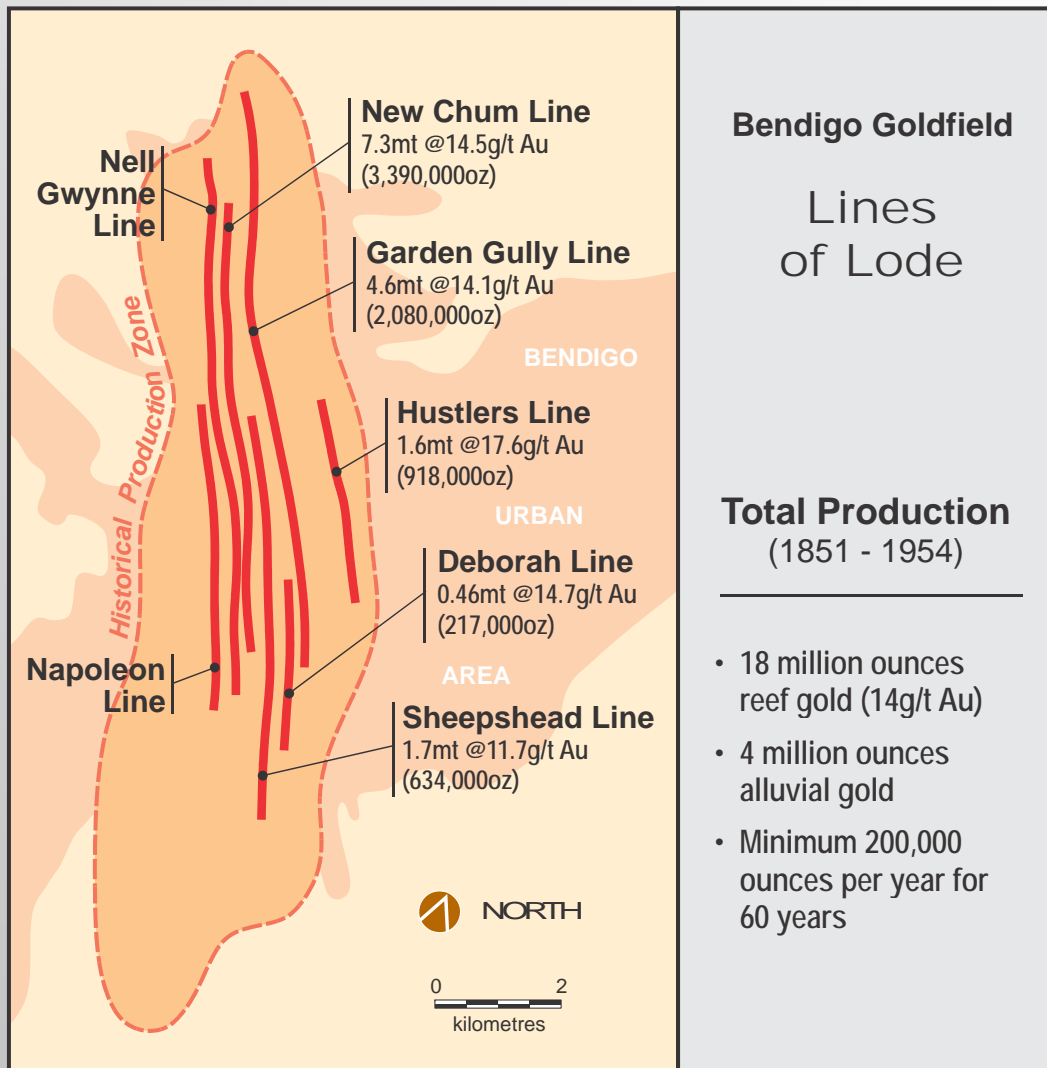 New Chum Line
7.3mt @14.5g/t Au
(3,390,000oz)
Nell
Gwynne
Line
Garden Gully Line
4.6mt @14.1g/t Au
(2,080,000oz)
Historical Production Zone
BENDIGO
Hustlers Line
1.6mt @17.6g/t Au
(918,000oz)
URBAN
Deborah Line
0.46mt @14.7g/t Au
(217,000oz)
Napoleon
Line
AREA
Sheepshead Line
1.7mt @11.7g/t Au
(634,000oz)
NORTH
0 2
kilometres
Bendigo Goldfield
Lines
of Lode
Total Production
(1851 - 1954)
• 18 million ounces
reef gold (14g/t Au)
• 4 million ounces
alluvial gold
• Minimum 200,000
ounces per year for
60 years